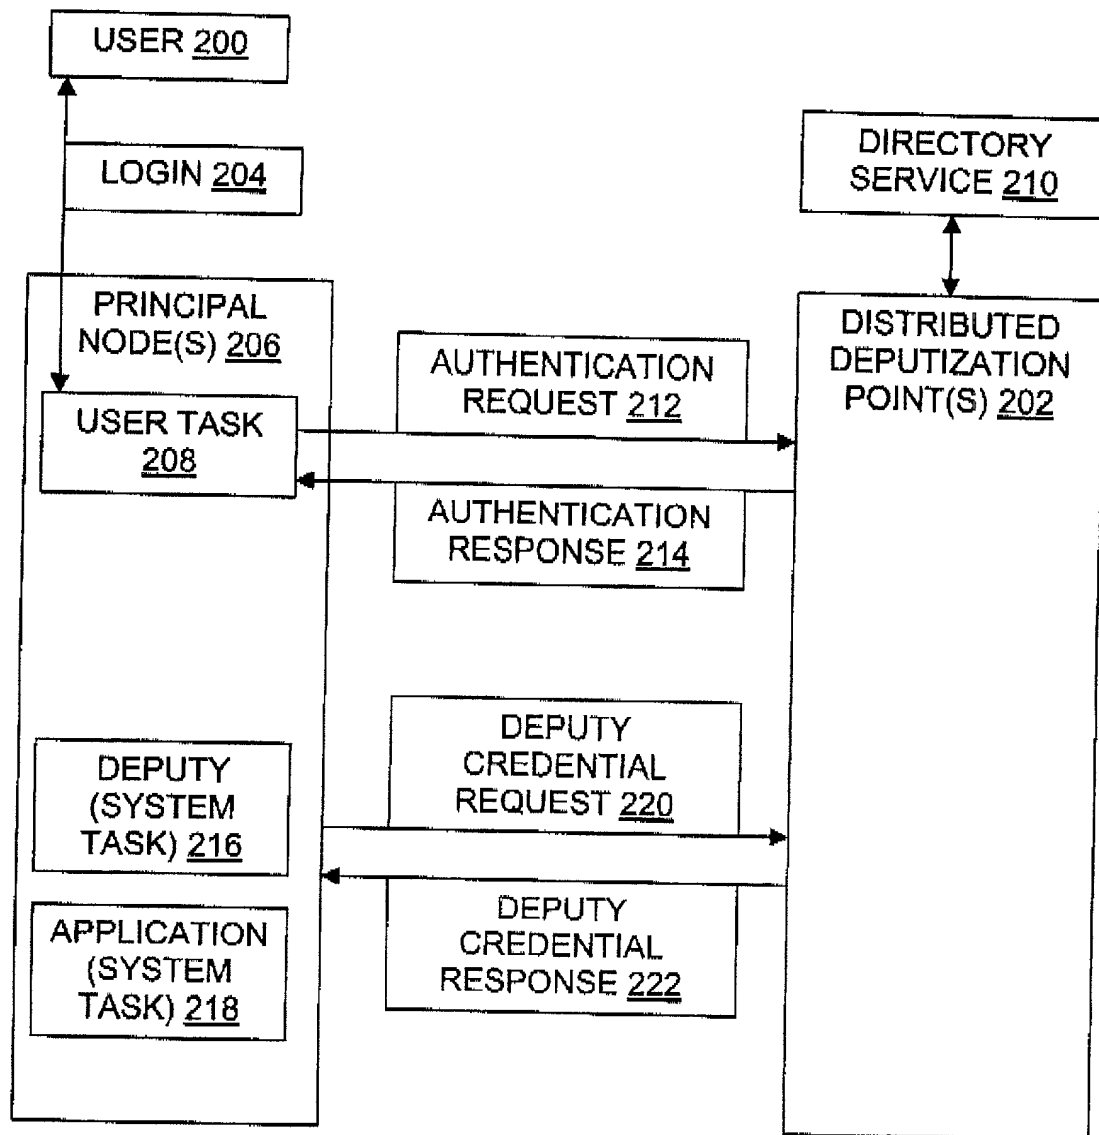 USER 200
LOGIN 204
DIRECTORY
SERVICE 210
PRINCIPAL
NODE(S) 206
USER TASK
208
AUTHENTICATION
REQUEST 212
AUTHENTICATION
RESPONSE 214
DISTRIBUTED
DEPUTIZATION
POINT(S) 202
DEPUTY
(SYSTEM
TASK) 216
APPLICATION
(SYSTEM
TASK) 218
DEPUTY
CREDENTIAL
REQUEST 220
DEPUTY
CREDENTIAL
RESPONSE 222